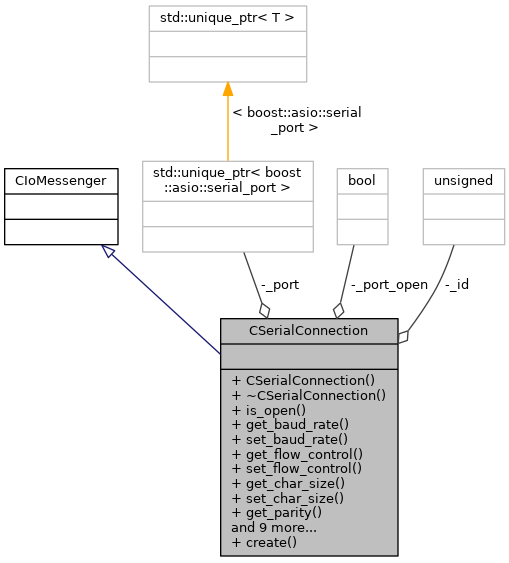 std::unique_ptr< T >
< boost::asio::serial
_port >
CIoMessenger
std::unique_ptr< boost
::asio::serial_port >
bool
unsigned
-_port
-_port_open
-_id
CSerialConnection
+ CSerialConnection()
+ ~CSerialConnection()
+ is_open()
+ get_baud_rate()
+ set_baud_rate()
+ get_flow_control()
+ set_flow_control()
+ get_char_size()
+ set_char_size()
+ get_parity()
and 9 more...
+ create()